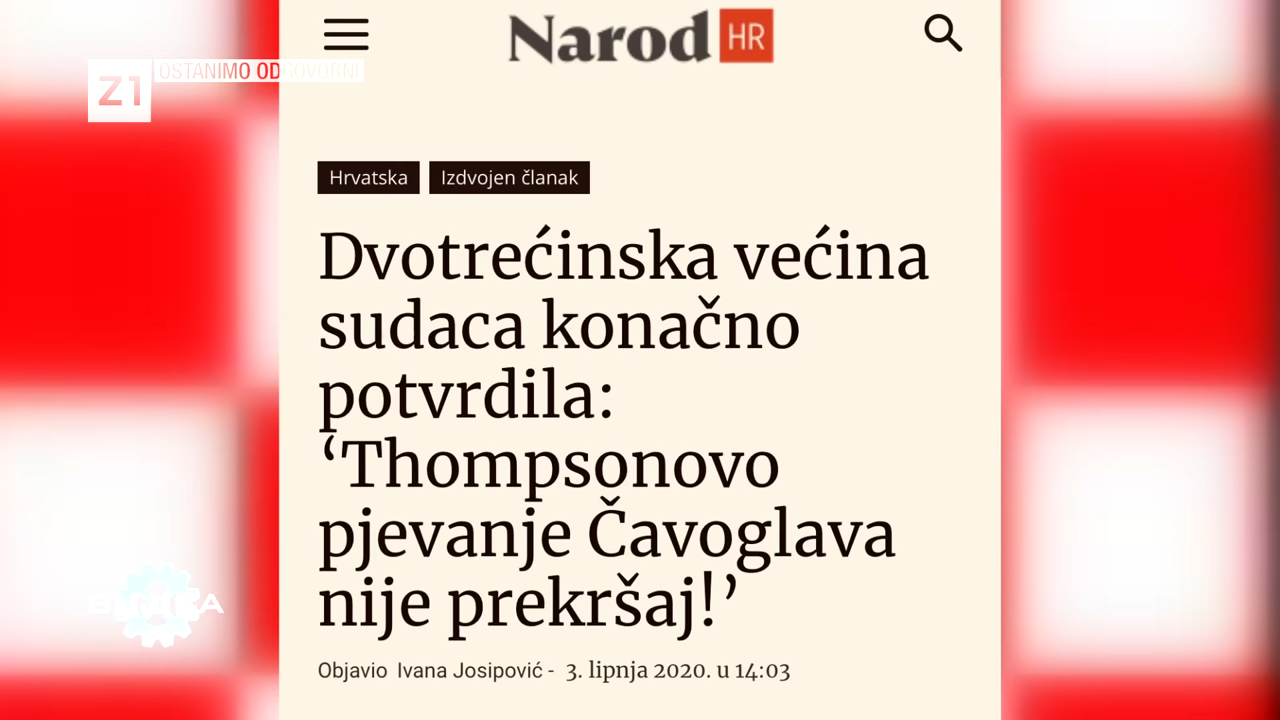 Narod HR
Z1 OSTANIMO ODGOVORNI
Hrvatska Izdvojen članak
Dvotrećinska većina
sudaca konačno
potvrdila:
‘Thompsonovo
pjevanje Čavoglava
nije prekršaj!’
Objavio Ivana Josipović - 3. lipnja 2020. u 14:03